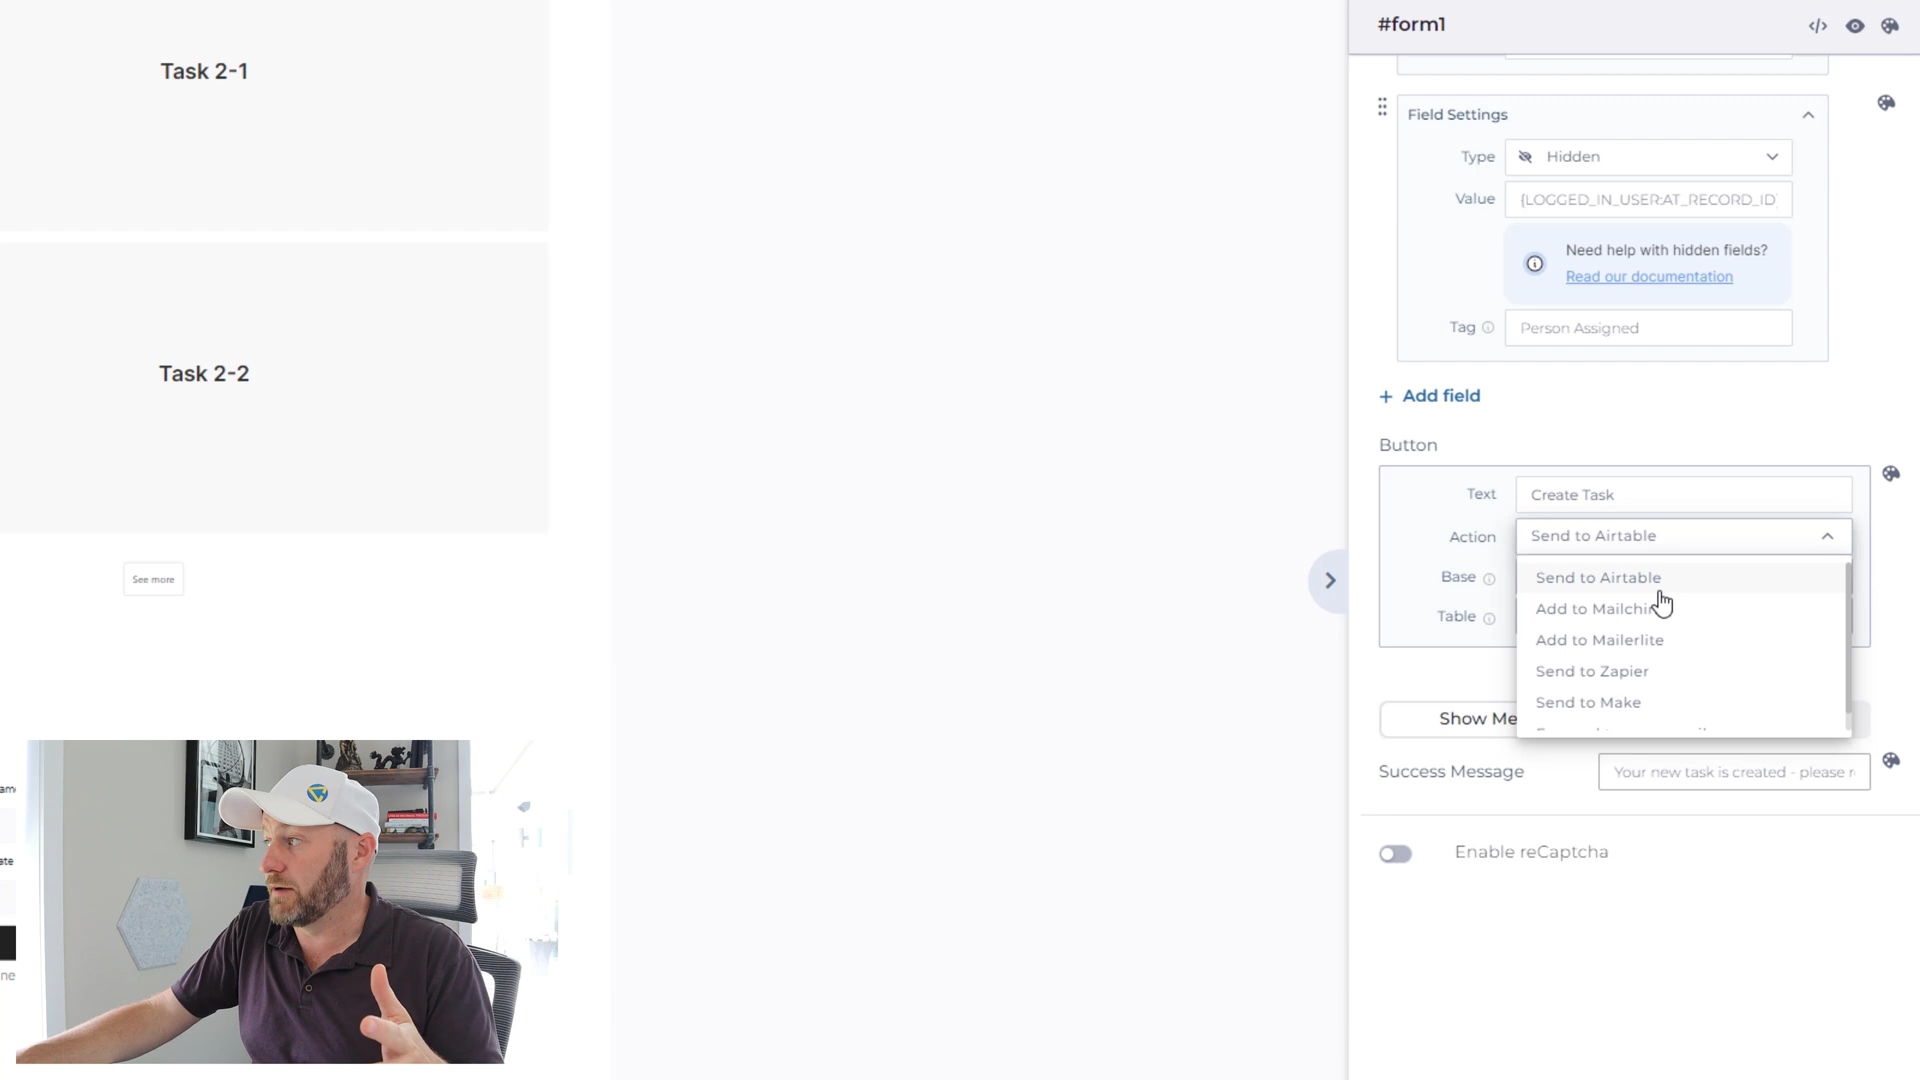 Task 2-1
Task 2-2
See more
ate
ne
#form1
</>
Field Settings
Type
Hidden
Value
{LOGGED_IN_USER:AT_RECORD_ID
Need help with hidden fields?
Read our documentation
Tag
Person Assigned
+ Add field
Button
Text
Create Task
Action
Send to Airtable
Base
Table
Send to Airtable
Add to Mailchi
Add to Mailerlite
Send to Zapier
Send to Make
Show Me
Success Message
Your new task is created - please r
Enable reCaptcha